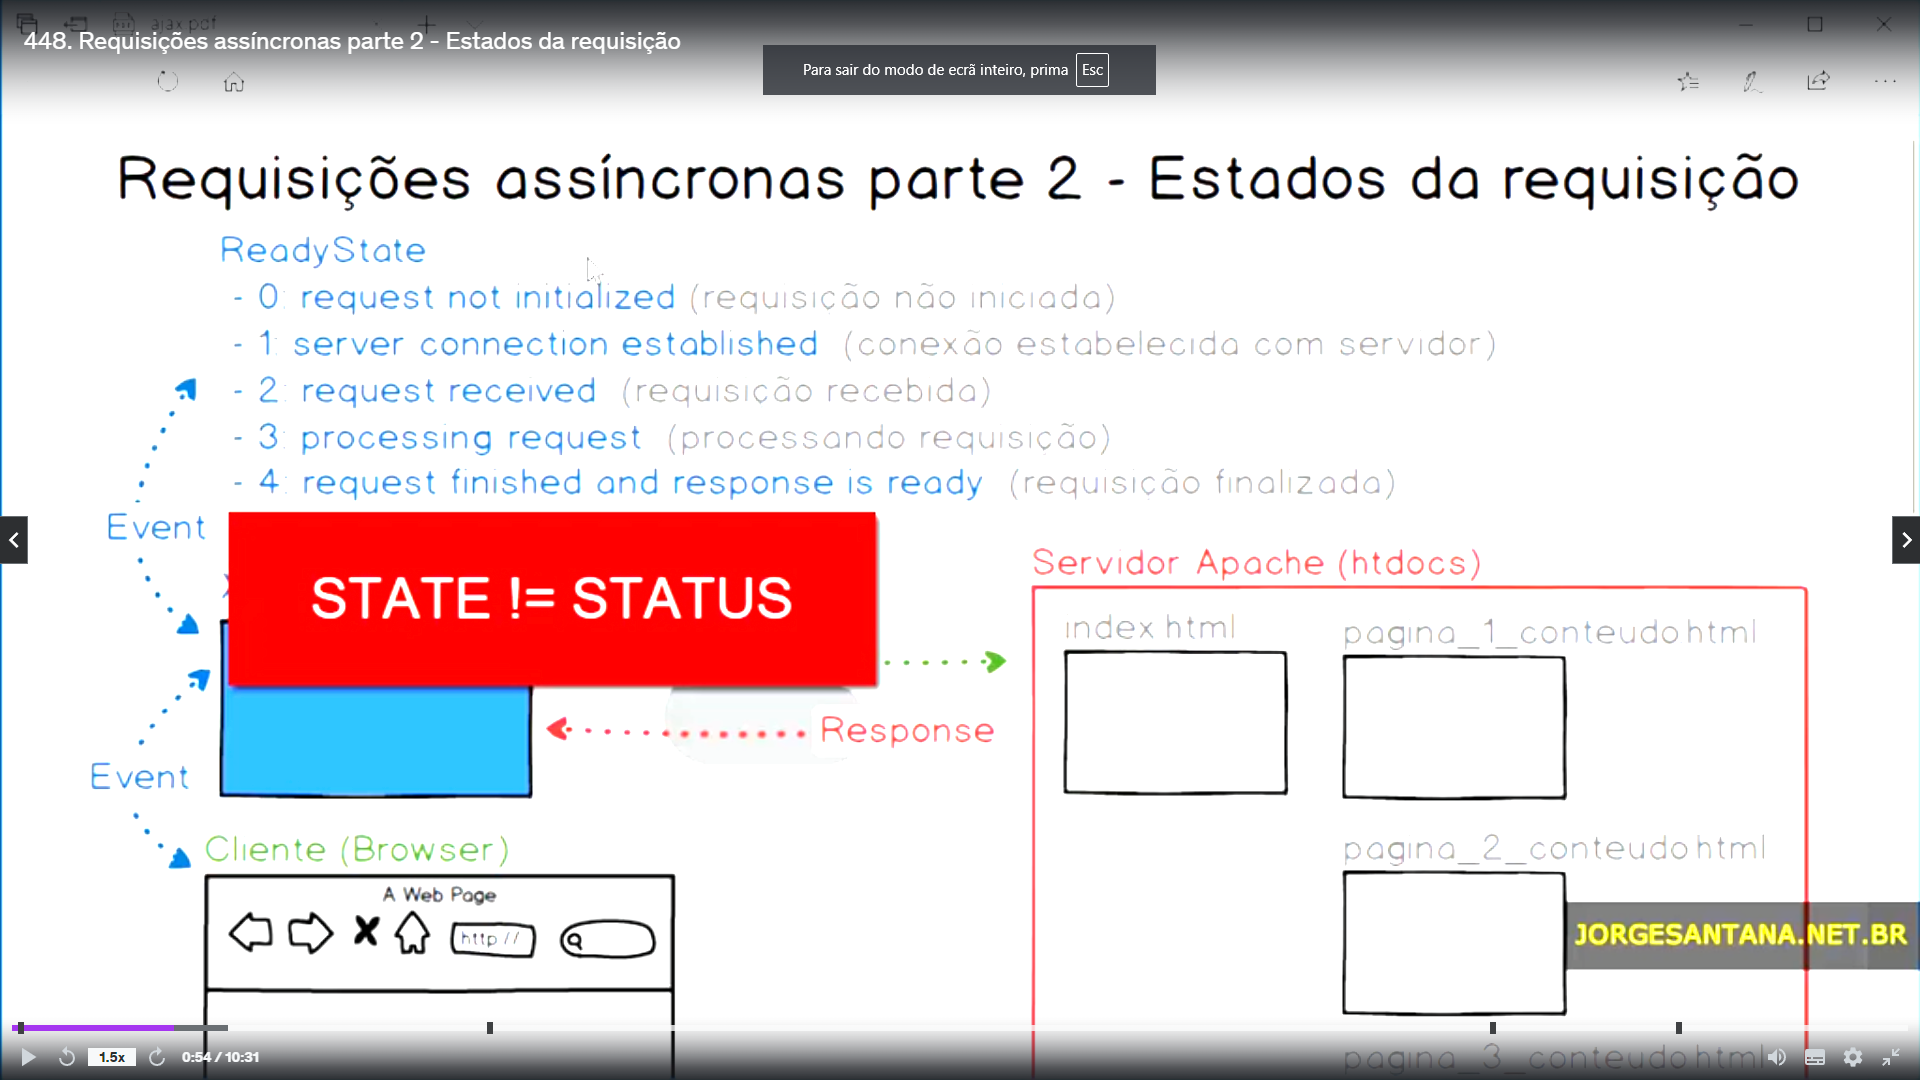 ajax.pdf
448. Requisições assíncronas parte 2 - Estados da requisição
Para sair do modo de ecrã inteiro, prima Esc
Requisições assíncronas parte 2 - Estados da requisição
ReadyState
- 0: request not initialized (requisição não iniciada)
- 1: server connection established (conexão estabelecida com servidor)
- 2: request received (requisição recebida)
- 3: processing request (processando requisição)
- 4: request finished and response is ready (requisição finalizada)
Event
STATE != STATUS
Servidor Apache (htdocs)
index.html
pagina_1_conteudo.html
Response
Event
Cliente (Browser)
pagina_2_conteudo.html
A Web Page
http://
JORGESANTANA.NET.BR
1.5x
0:54 / 10:31
pagina_3_conteudo.html